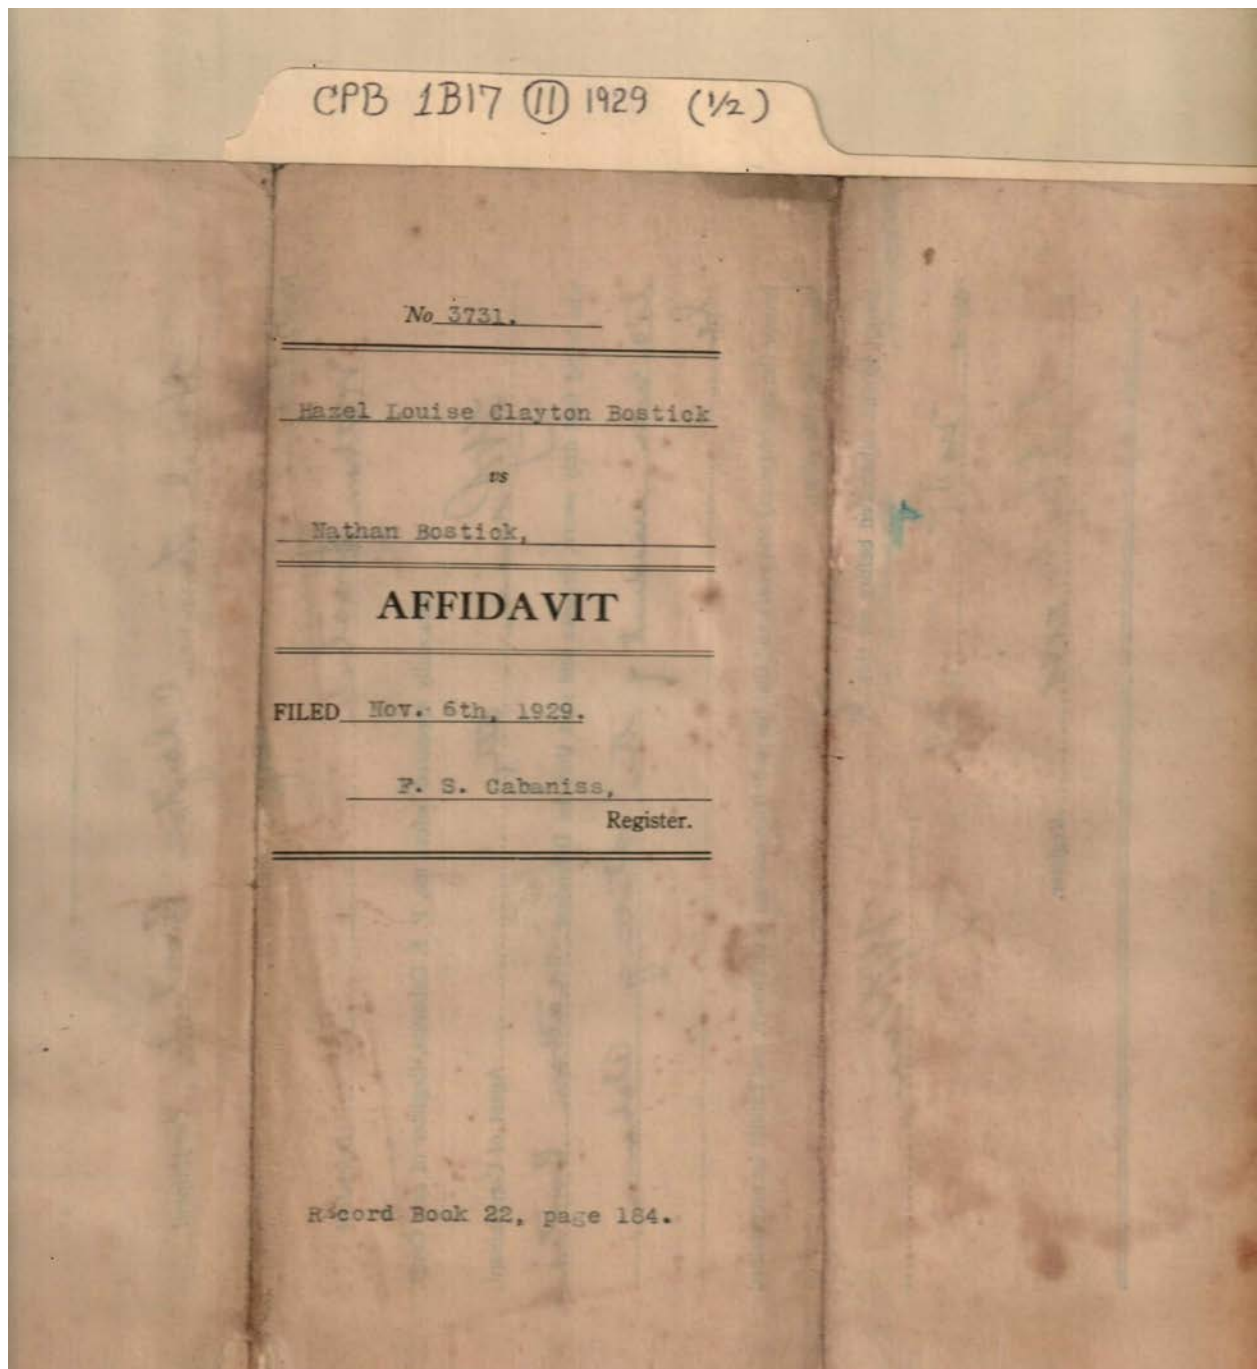 CPB 1B17 (11) 1929 (1/2)
No 3731.
Hazel Louise Clayton Bostick
vs
Nathan Bostick,
AFFIDAVIT
FILED Nov. 6th, 1929.
F. S. Cabaniss,
Register.
Record Book 22, page 184.